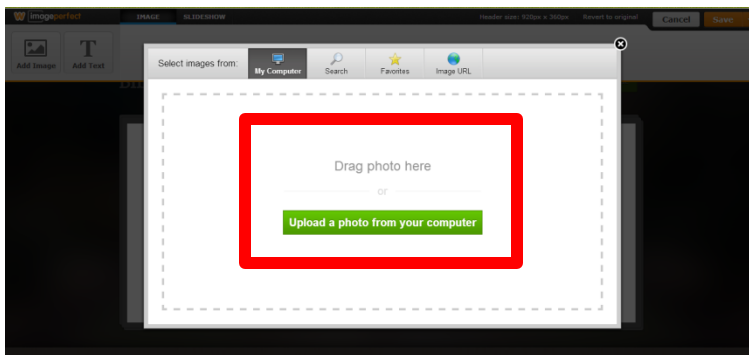 imageperfect
IMAGE SLIDESHOW
Header size: 920px x 360px Revert to original
Cancel Save
Add Image Add Text
Select images from:
My Computer Search Favorites Image URL
Drag photo here
or
Upload a photo from your computer